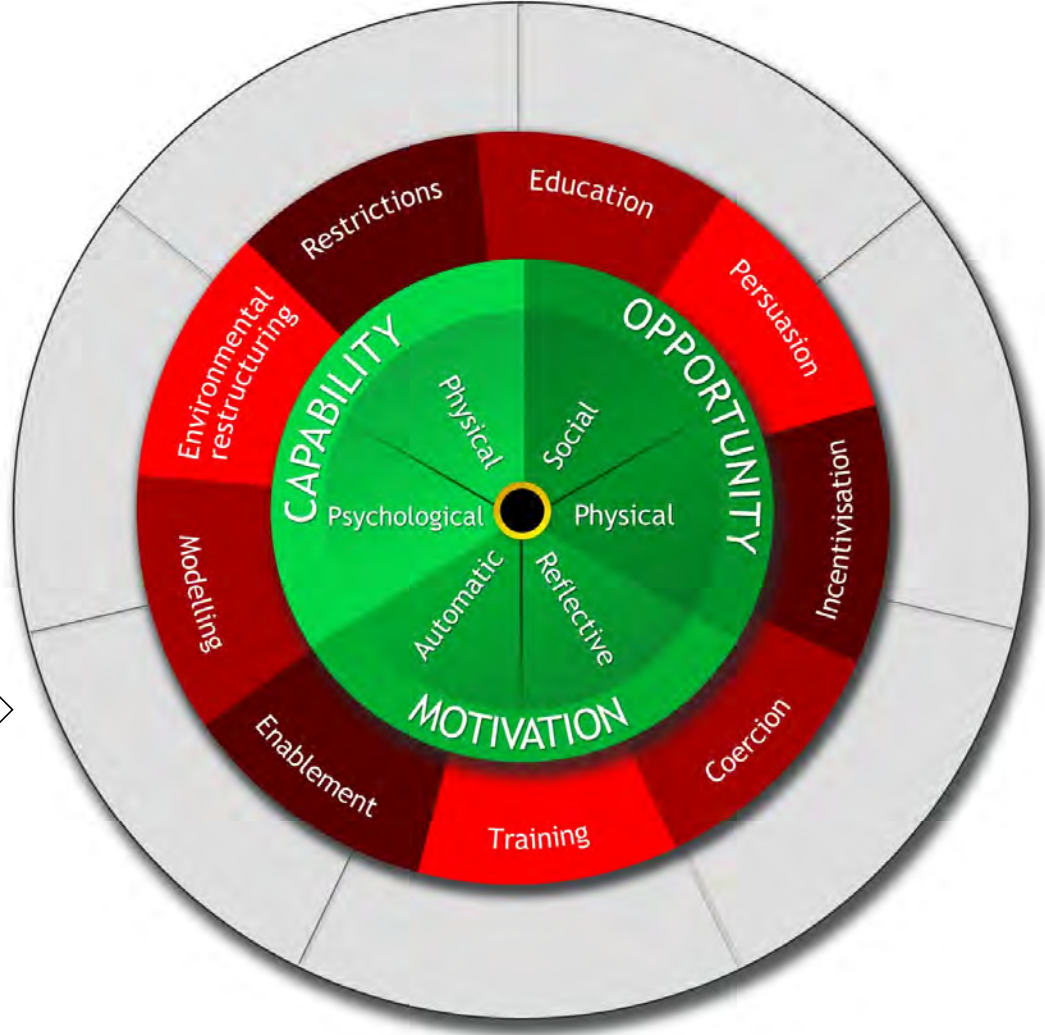 Restrictions
Education
Persuasion
Incentivisation
Coercion
Training
Enablement
Modelling
Environmental
restructuring
CAPABILITY
OPPORTUNITY
MOTIVATION
Physical
Social
Psychological
Physical
Automatic
Reflective